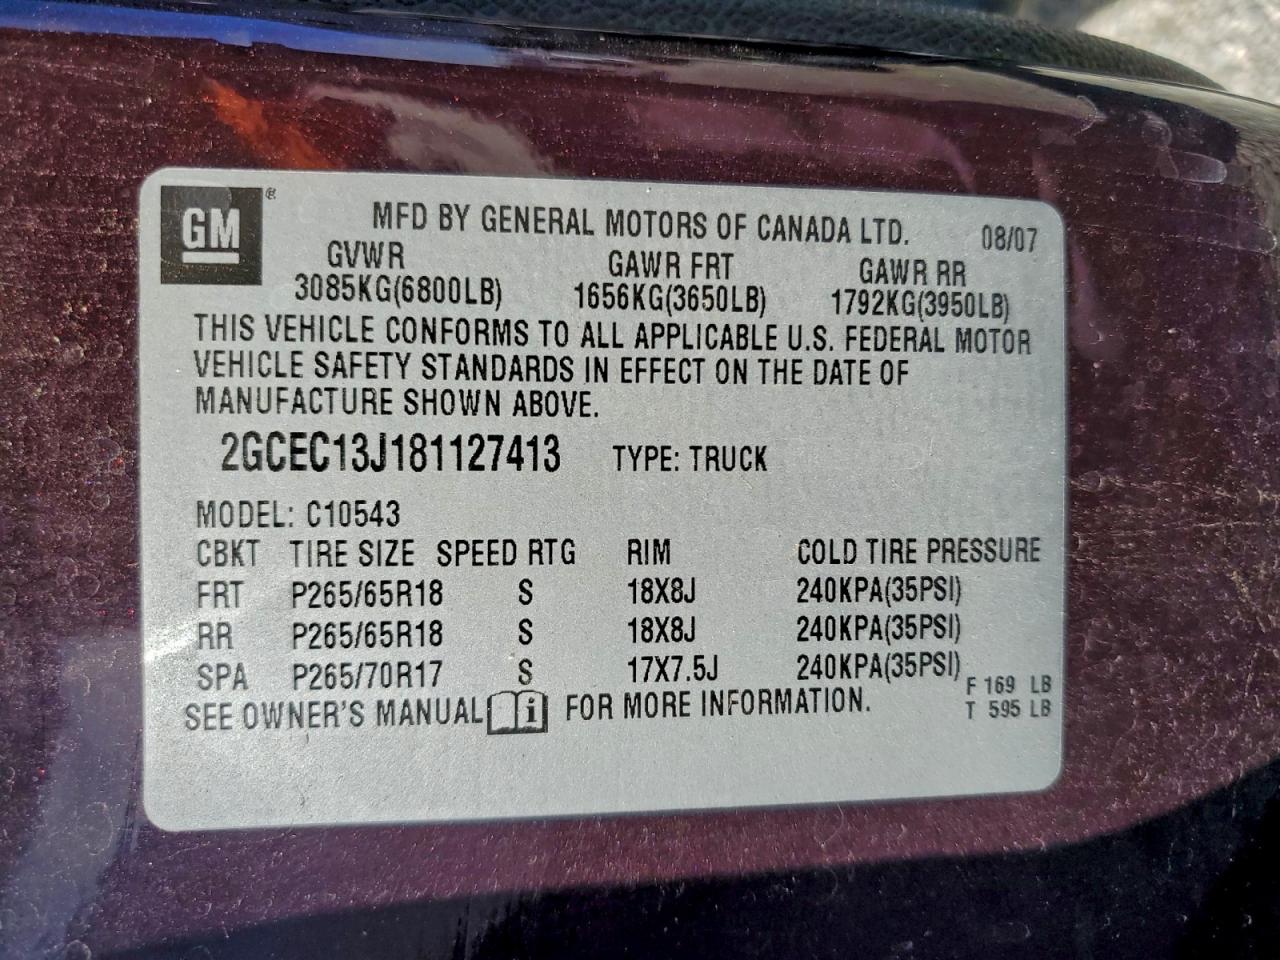 GM®
MFD BY GENERAL MOTORS OF CANADA LTD. 08/07
GVWR GAWR FRT GAWR RR
3085KG(6800LB) 1656KG(3650LB) 1792KG(3950LB)
THIS VEHICLE CONFORMS TO ALL APPLICABLE U.S. FEDERAL MOTOR
VEHICLE SAFETY STANDARDS IN EFFECT ON THE DATE OF
MANUFACTURE SHOWN ABOVE.
2GCEC13J181127413 TYPE: TRUCK
MODEL: C10543
CBKT TIRE SIZE SPEED RTG RIM COLD TIRE PRESSURE
FRT P265/65R18 S 18X8J 240KPA(35PSI)
RR P265/65R18 S 18X8J 240KPA(35PSI)
SPA P265/70R17 S 17X7.5J 240KPA(35PSI)
F 169 LB
SEE OWNER'S MANUAL i FOR MORE INFORMATION.
T 595 LB